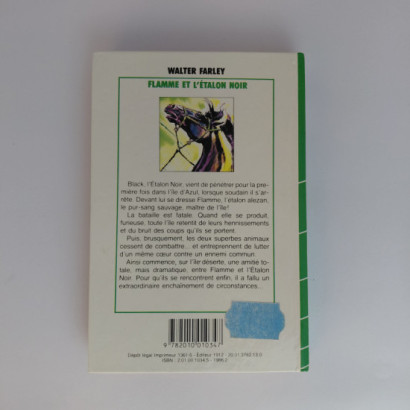 WALTER FARLEY
FLAMME ET L'ÉTALON NOIR
Black, l'Étalon Noir, vient de pénétrer pour la pre-
mière fois dans l'île d'Azul, lorsque soudain il s'ar-
rête. Devant lui se dresse Flamme, l'étalon alezan,
le pur-sang sauvage, maître de l'île!
La bataille est fatale. Quand elle se produit,
furieuse, toute l'île retentit de leurs hennissements
et du bruit des coups qu'ils se portent.
Puis, brusquement, les deux superbes animaux
cessent de combattre... et entreprennent de lutter
d'un même cœur contre un ennemi commun.
Ainsi commence, sur l'île déserte, une amitié to-
tale, mais dramatique, entre Flamme et l'Étalon
Noir. Pour qu'ils se rencontrent enfin, il a fallu un
extraordinaire enchaînement de circonstances...
9 782010 010347